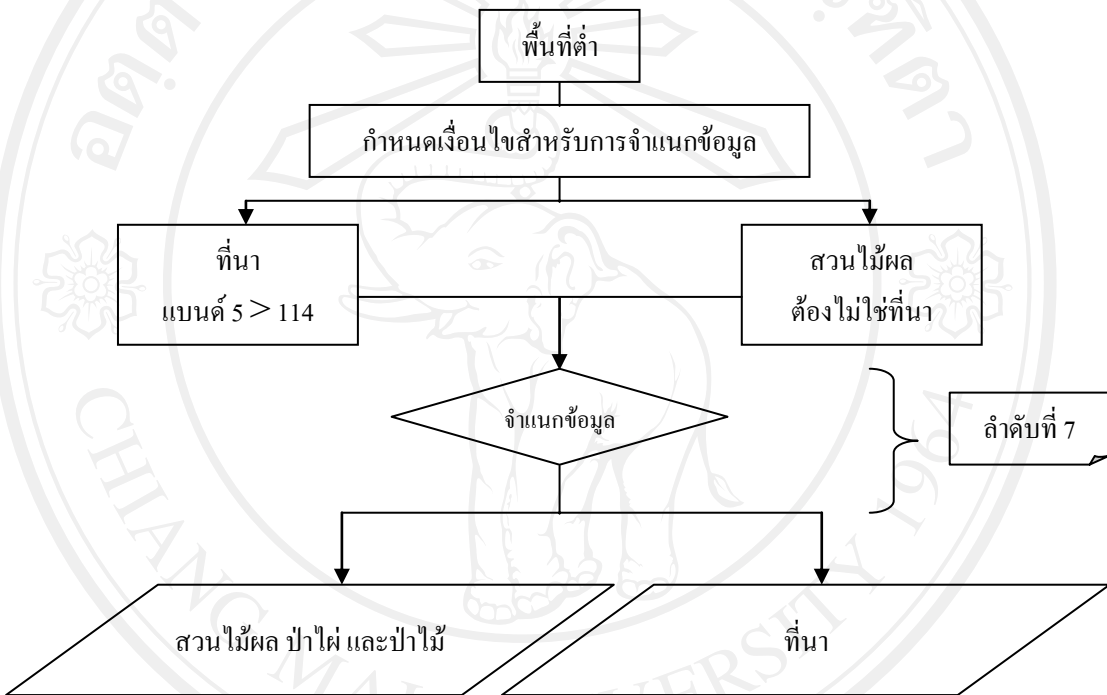 พื้นที่ต่ำ
กำหนดเงื่อนไขสำหรับการจำแนกข้อมูล
ที่นา
แบนด์ 5 > 114
สวนไม้ผล
ต้องไม่ใช่ที่นา
จำแนกข้อมูล
ลำดับที่ 7
สวนไม้ผล ป่าไผ่ และป่าไม้
ที่นา
CHIANG MAI UNIVERSITY 1964